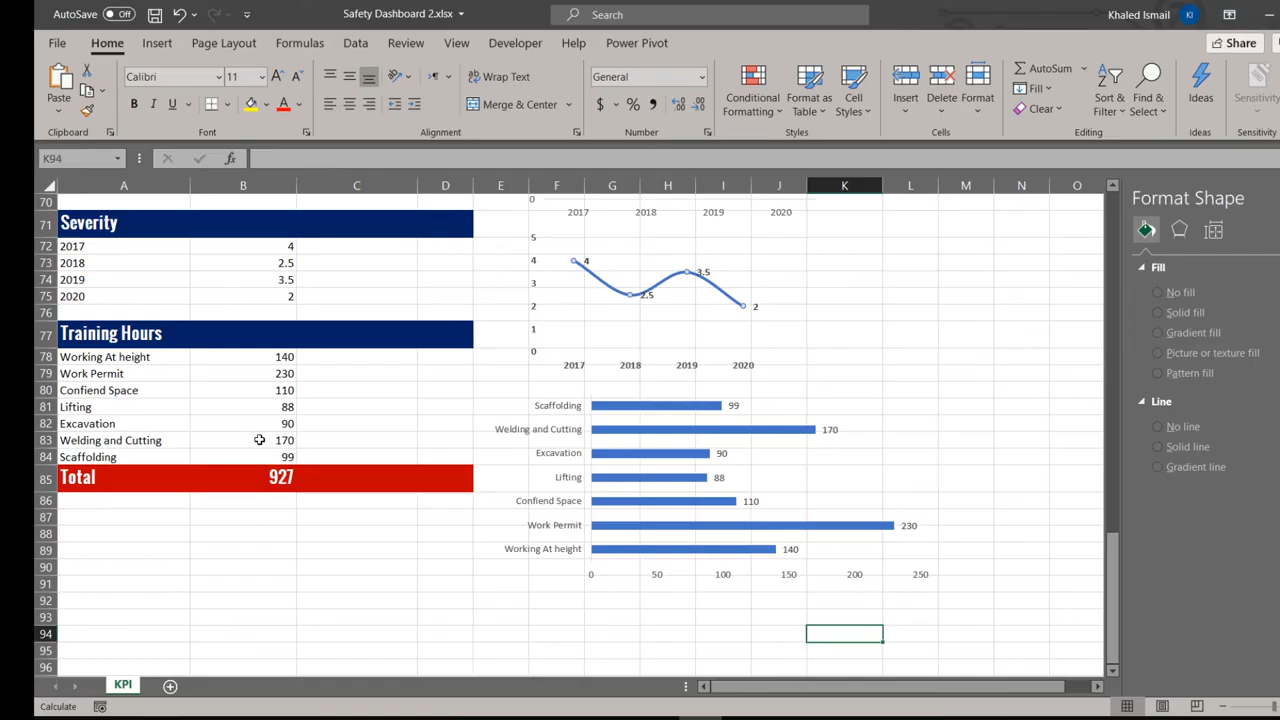 AutoSave Off Safety Dashboard 2.xlsx Search Khaled Ismail KI
File Home Insert Page Layout Formulas Data Review View Developer Help Power Pivot Share
Paste Calibri 11 Wrap Text General Conditional Formatting Format as Table Cell Styles Insert Delete Format AutoSum Sort & Filter Find & Select Ideas Sensitivity
B I U Merge & Center $ % Fill Clear
Clipboard Font Alignment Number Styles Cells Editing Ideas Sensitivity
K94 fx
A B C D E F G H I J K L M N O
Format Shape
70 0
2017 2018 2019 2020
71 Severity
72 2017 4
73 2018 2.5
74 2019 3.5
75 2020 2
76
77 Training Hours
78 Working At height 140
79 Work Permit 230
80 Confiend Space 110
81 Lifting 88
82 Excavation 90
83 Welding and Cutting 170
84 Scaffolding 99
85 Total 927
86
87
88
89
90
91
92
93
94
95
96
5
4 4
3 3.5
2.5
2 2
1
0
2017 2018 2019 2020
Scaffolding 99
Welding and Cutting 170
Excavation 90
Lifting 88
Confiend Space 110
Work Permit 230
Working At height 140
0 50 100 150 200 250
Fill
No fill
Solid fill
Gradient fill
Picture or texture fill
Pattern fill
Line
No line
Solid line
Gradient line
KPI
Calculate